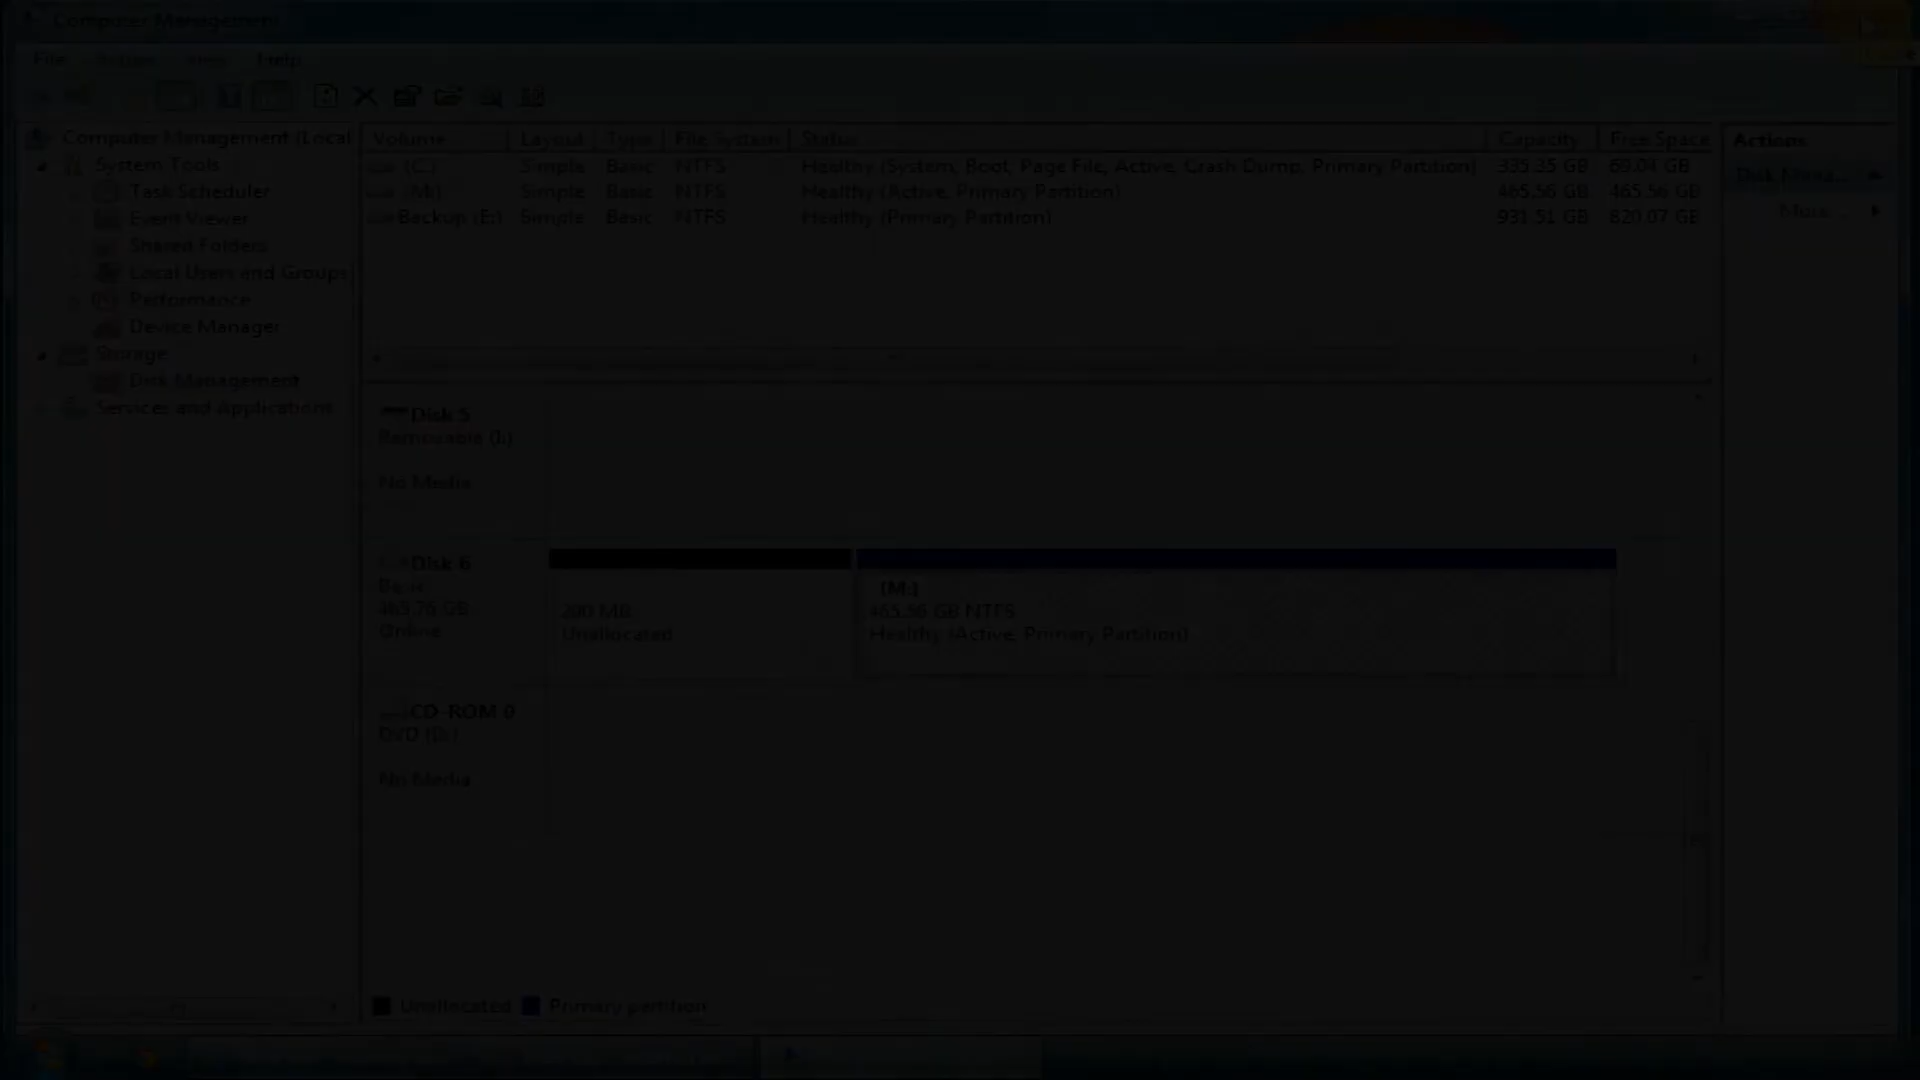 Computer Management
File Action View Help
Computer Management (Local
System Tools
Task Scheduler
Event Viewer
Shared Folders
Local Users and Groups
Performance
Device Manager
Storage
Disk Management
Services and Applications
Volume Layout Type File System Status Capacity Free Space
(C:) Simple Basic NTFS Healthy (System, Boot, Page File, Active, Crash Dump, Primary Partition) 335.35 GB 69.04 GB
(M:) Simple Basic NTFS Healthy (Active, Primary Partition) 465.56 GB 465.56 GB
Backup (E:) Simple Basic NTFS Healthy (Primary Partition) 931.51 GB 820.07 GB
Disk 5
Removable (I:)
No Media
Disk 6
Basic
465.76 GB
Online
200 MB
Unallocated
(M:)
465.56 GB NTFS
Healthy (Active, Primary Partition)
CD-ROM 0
DVD (D:)
No Media
Unallocated Primary partition
Actions
Disk Mana...
More ...